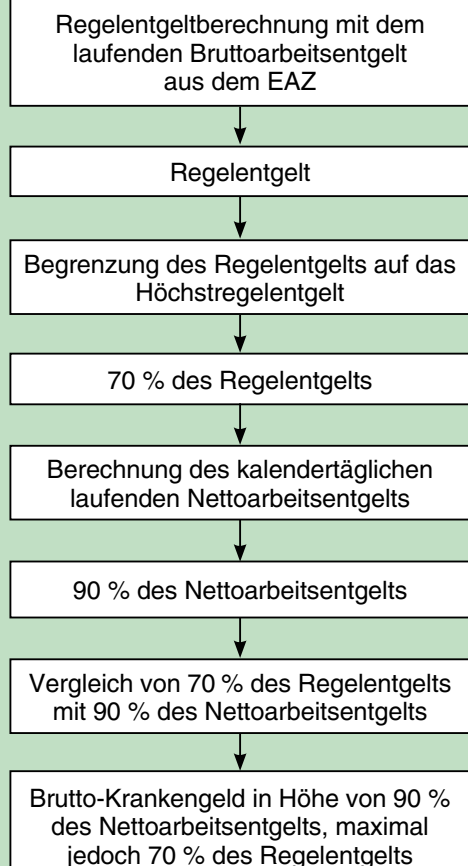 Regelentgeltberechnung mit dem
laufenden Bruttoarbeitsentgelt
aus dem EAZ
Regelentgelt
Begrenzung des Regelentgelts auf das
Höchstregelentgelt
70 % des Regelentgelts
Berechnung des kalendertäglichen
laufenden Nettoarbeitsentgelts
90 % des Nettoarbeitsentgelts
Vergleich von 70 % des Regelentgelts
mit 90 % des Nettoarbeitsentgelts
Brutto-Krankengeld in Höhe von 90 %
des Nettoarbeitsentgelts, maximal
jedoch 70 % des Regelentgelts